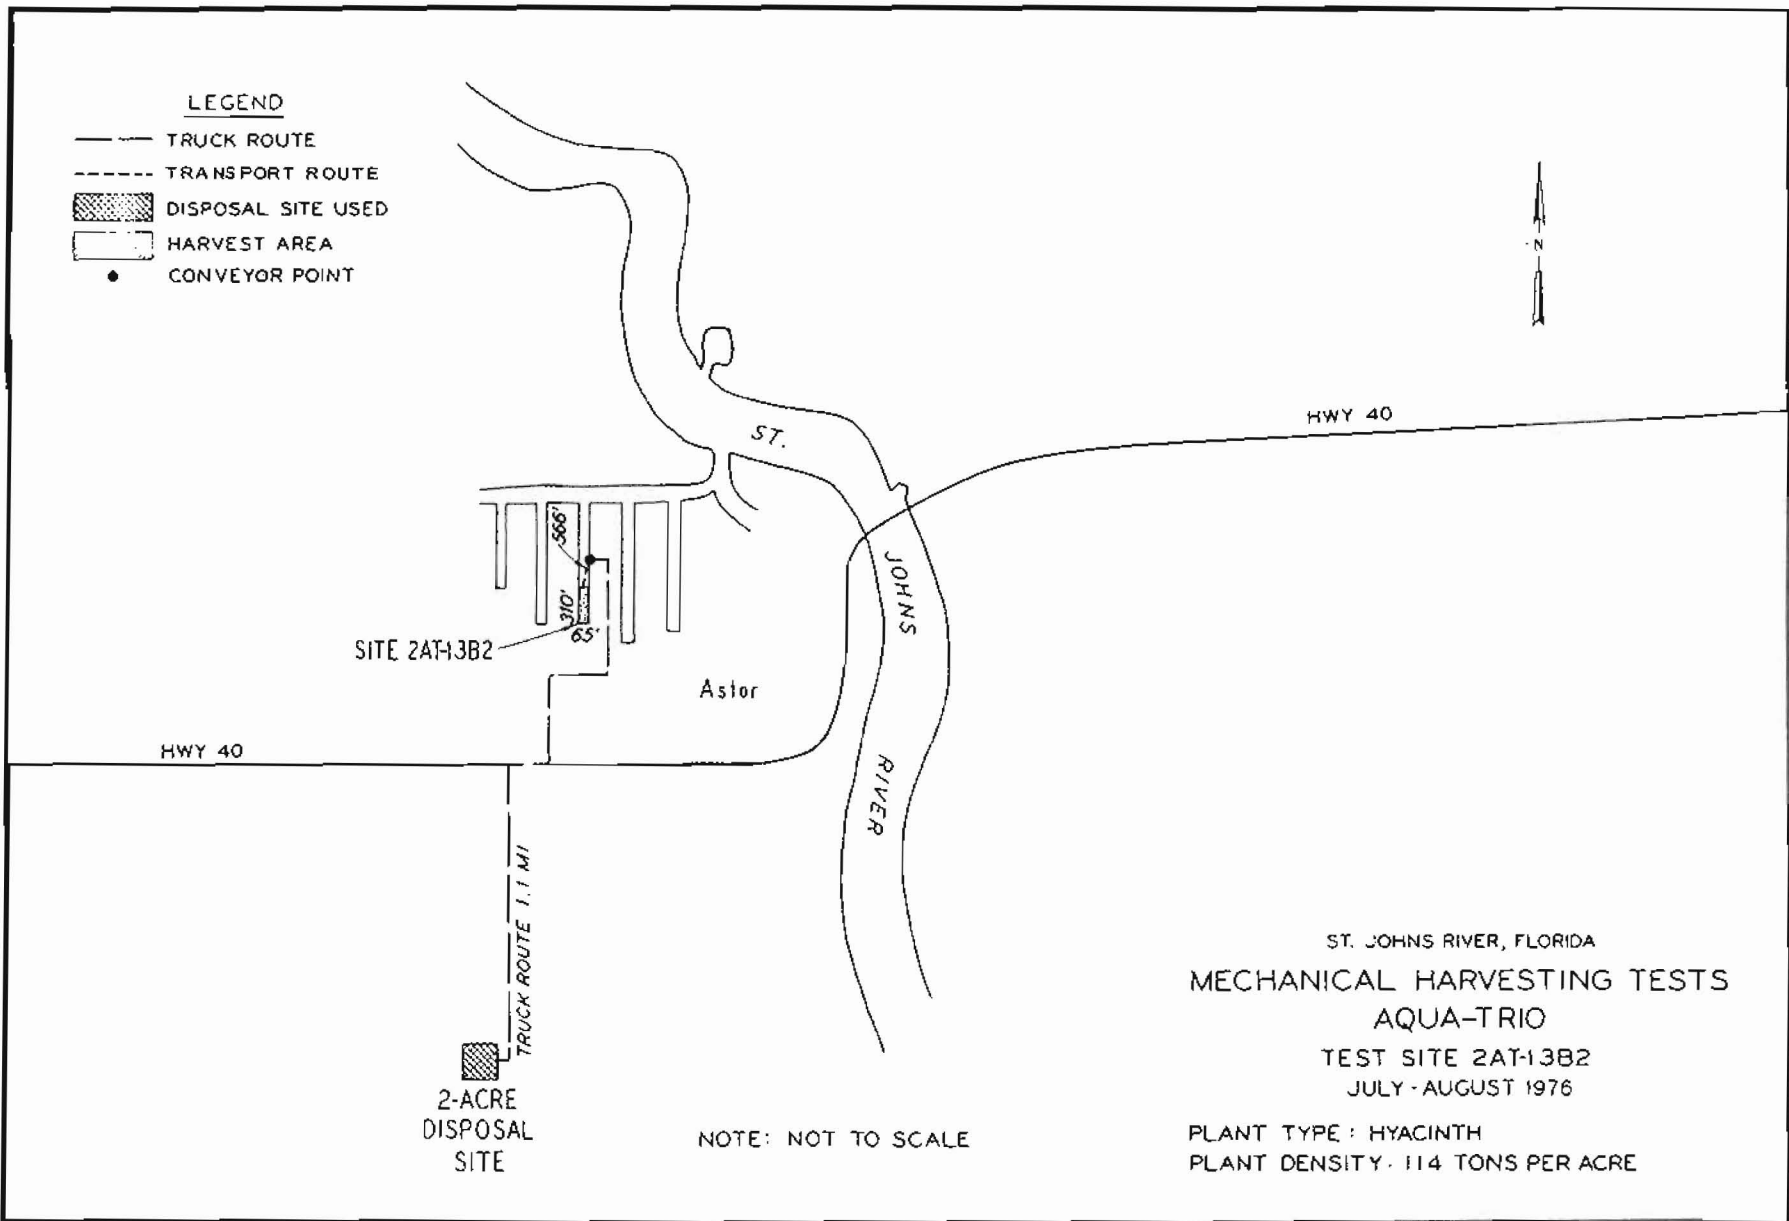 LEGEND
TRUCK ROUTE
TRANSPORT ROUTE
DISPOSAL SITE USED
HARVEST AREA
CONVEYOR POINT
N
HWY 40
ST.
JOHNS
RIVER
566'
310'
65'
SITE 2AT-13B2
Astor
HWY 40
TRUCK ROUTE 1.1 MI
2-ACRE
DISPOSAL
SITE
NOTE: NOT TO SCALE
ST. JOHNS RIVER, FLORIDA
MECHANICAL HARVESTING TESTS
AQUA-TRIO
TEST SITE 2AT-13B2
JULY - AUGUST 1976
PLANT TYPE: HYACINTH
PLANT DENSITY: 114 TONS PER ACRE